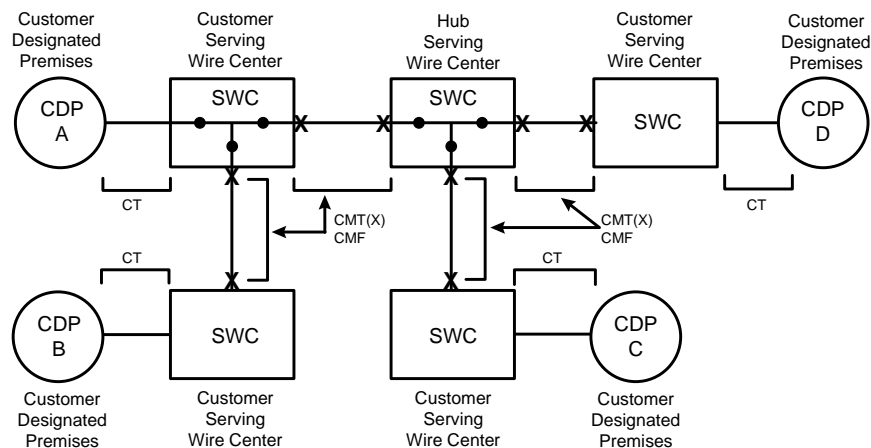 Customer
Designated
Premises
Customer
Serving
Wire Center
Hub
Serving
Wire Center
Customer
Serving
Wire Center
Customer
Designated
Premises
CDP
A
SWC
SWC
SWC
CDP
D
X
X
X
X
X
X
CT
CMT(X)
CMF
CMT(X)
CMF
CT
CT
CT
X
X
CDP
B
SWC
SWC
CDP
C
Customer
Designated
Premises
Customer
Serving
Wire Center
Customer
Serving
Wire Center
Customer
Designated
Premises